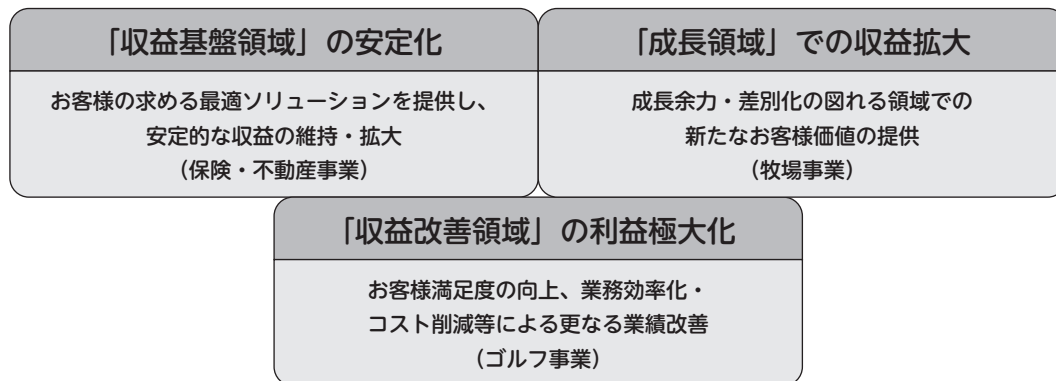 「収益基盤領域」の安定化
お客様の求める最適ソリューションを提供し、
安定的な収益の維持・拡大
(保険・不動産事業)
「成長領域」での収益拡大
成長余力・差別化の図れる領域での
新たなお客様価値の提供
(牧場事業)
「収益改善領域」の利益極大化
お客様満足度の向上、業務効率化・
コスト削減等による更なる業績改善
(ゴルフ事業)